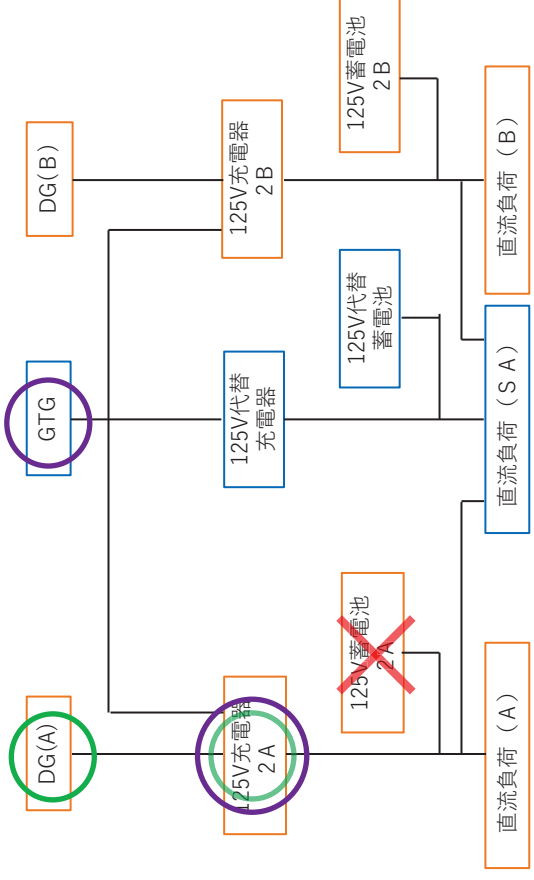 DG(A)
GTG
DG(B)
125V充電器
2A
125V代替
充電器
125V充電器
2B
125V蓄電池
2A
125V代替
蓄電池
125V蓄電池
2B
直流負荷（A）
直流負荷（SA）
直流負荷（B）